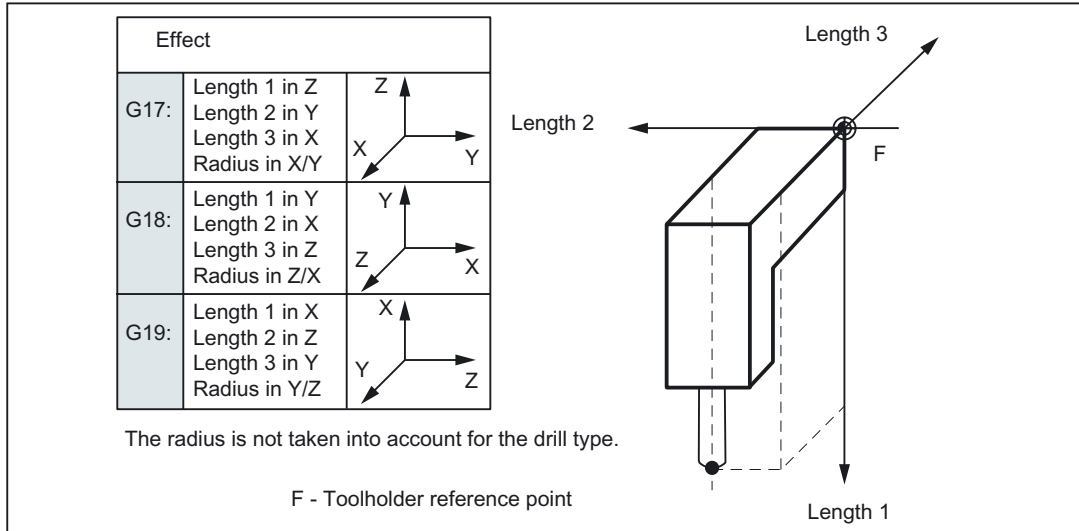 Effect
G17:
Length 1 in Z
Length 2 in Y
Length 3 in X
Radius in X/Y
Z
X
Y
G18:
Length 1 in Y
Length 2 in X
Length 3 in Z
Radius in Z/X
Y
Z
X
G19:
Length 1 in X
Length 2 in Z
Length 3 in Y
Radius in Y/Z
X
Y
Z
The radius is not taken into account for the drill type.
F - Toolholder reference point
Length 3
Length 2
F
Length 1